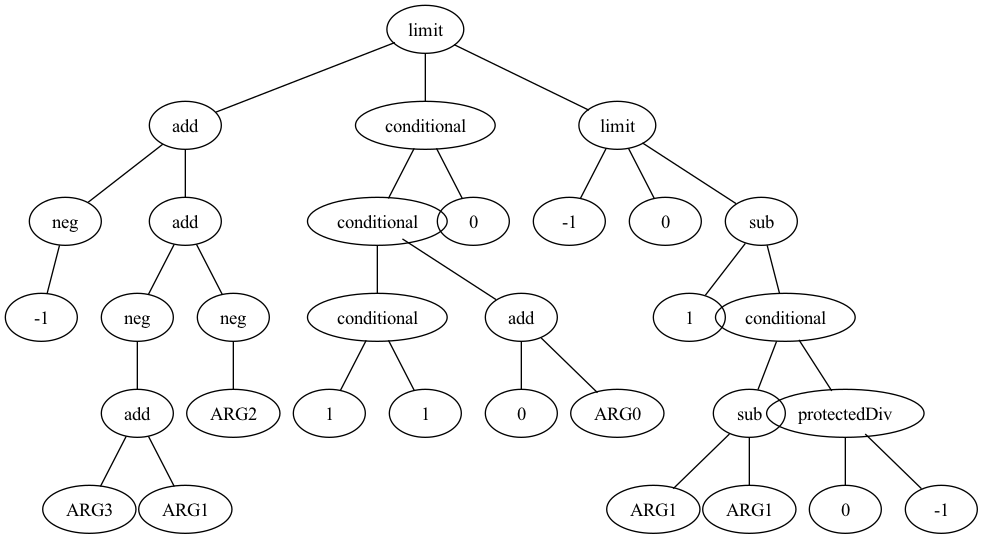 limit
add conditional limit
neg add conditional 0 -1 0 sub
-1 neg neg conditional add 1 conditional
add ARG2 1 1 0 ARG0 sub protectedDiv
ARG3 ARG1 ARG1 ARG1 0 -1